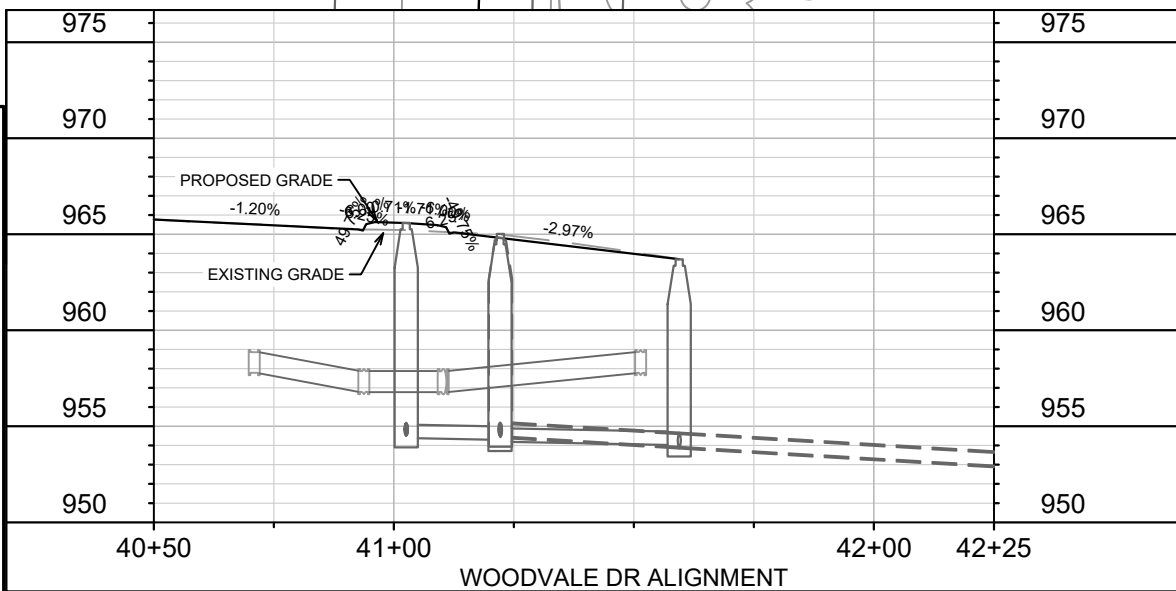 975 975
970 970
PROPOSED GRADE
-1.20%
965 965
-2.97%
EXISTING GRADE
960 960
955 955
950 950
40+50 41+00 42+00 42+25
WOODVALE DR ALIGNMENT